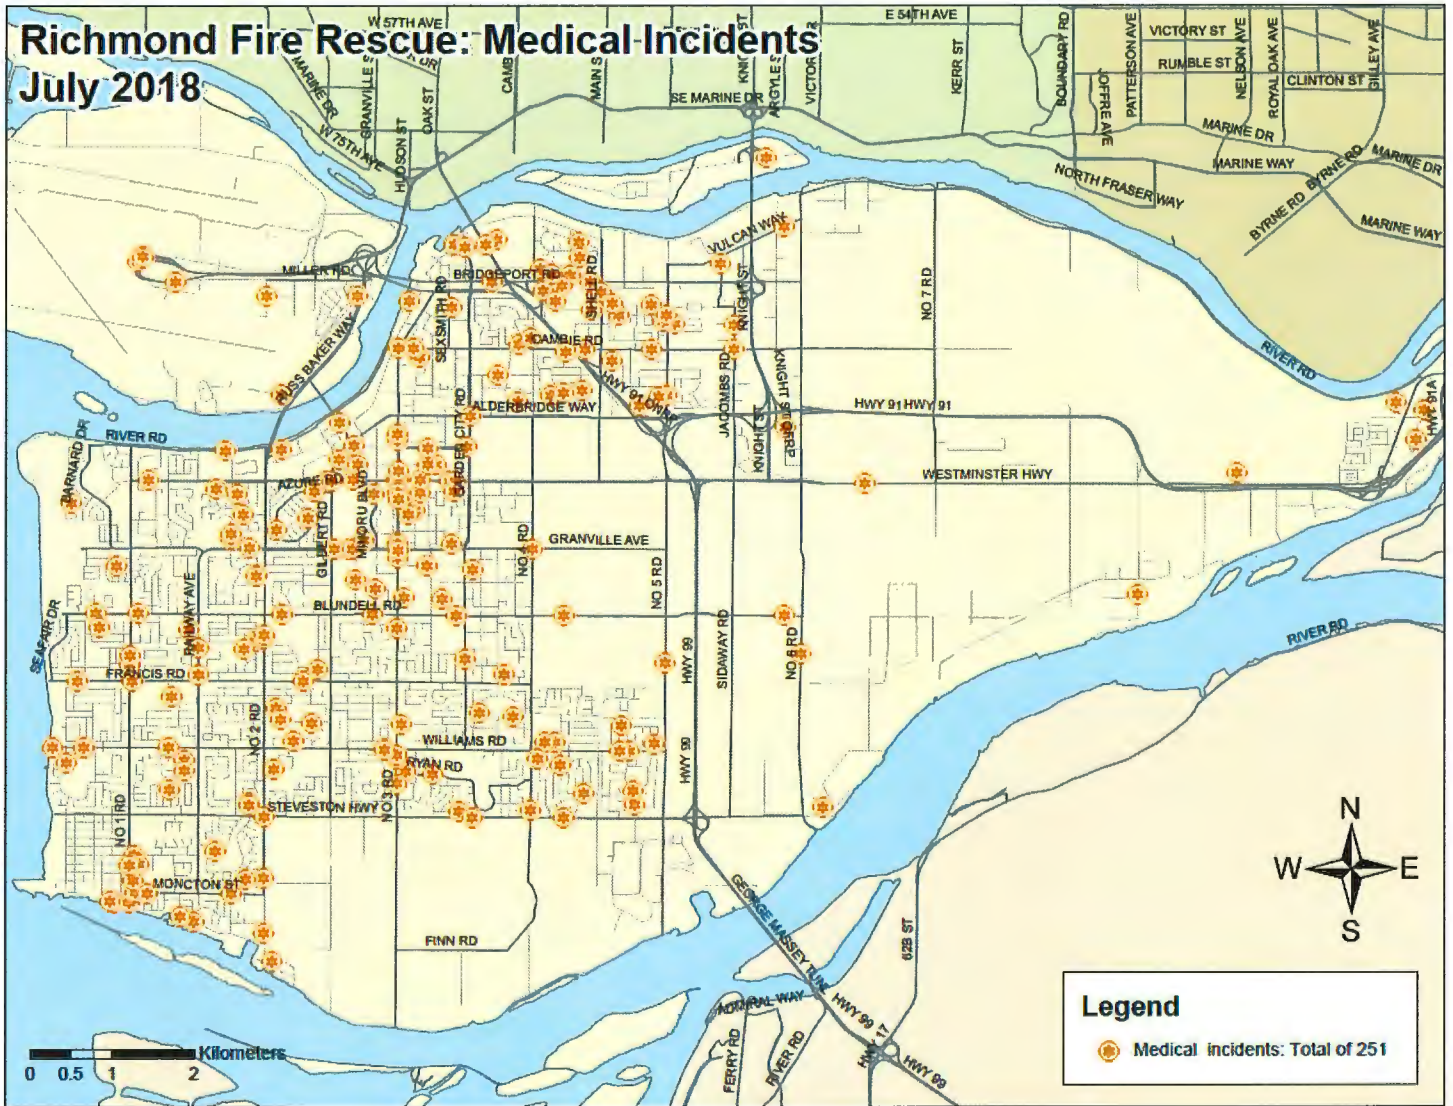 Richmond Fire Rescue: Medical Incidents
July 2018
W 57TH AVE
E 54TH AVE
VICTORY ST
RUMBLE ST
CLINTON ST
BOUNDARY RD
PATTERSON AVE
JOFFRE AVE
NELSON AVE
ROYAL OAK AVE
GILLEY AVE
KERR ST
ARGYLE S
VICTOR
KNIGHT ST
MAIN S
CAMB
OAK ST
GRANVILLE S
MARINE DR
W 75TH AVE
HUDSON ST
SE MARINE DR
MARINE DR
MARINE DR
MARINE WAY
MARINE WAY
BYRNE RD
BYRNE RD
NORTH FRASER WAY
VULCAN WAY
MILLER RD
BRIDGEPORT RD
SHELL RD
KNIGHT ST
NO 7 RD
SEXSMITH RD
CAMBIE RD
RUSS BAKER WAY
RIVER RD
HWY 91A
JACOMBS RD
ALDERBRIDGE WAY
HWY 91
HWY 91 HWY 91
KNIGHT ST
GARDEN CITY RD
RIVER RD
BARNARD DR
AZURE RD
MINORU BLVD
GILBERT RD
WESTMINSTER HWY
GRANVILLE AVE
NO 4 RD
NO 5 RD
RAILWAY AVE
BLUNDELL RD
SEAFAIR DR
HWY 99
SIDAWAY RD
NO 6 RD
RIVER RD
FRANCIS RD
NO 2 RD
WILLIAMS RD
RYAN RD
HWY 99
NO 1 RD
NO 3 RD
STEVESTON HWY
MONCTON ST
FINN RD
GEORGE MASSEY TUNL
62B ST
ADMIRAL WAY
HWY 99
HWY 17
HWY 99
FERRY RD
RIVER RD
N
W
E
S
Legend
Medical incidents: Total of 251
Kilometers
0 0.5 1 2